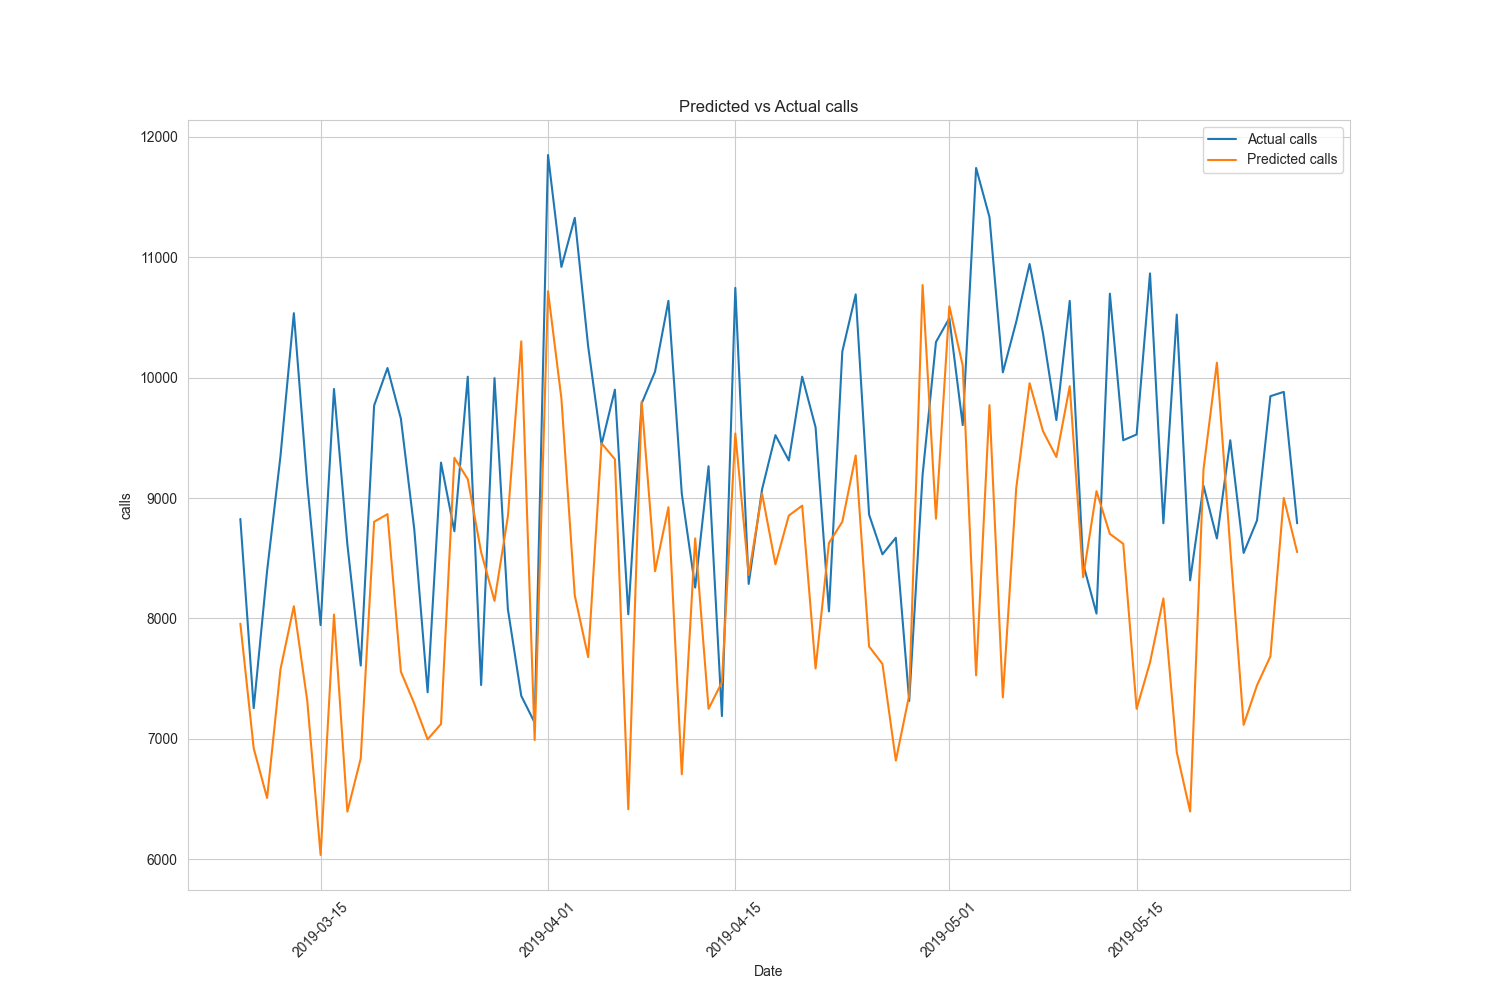 Predicted vs Actual calls
Actual calls
Predicted calls
12000
11000
10000
9000
8000
7000
6000
calls
2019-03-15
2019-04-01
2019-04-15
2019-05-01
2019-05-15
Date